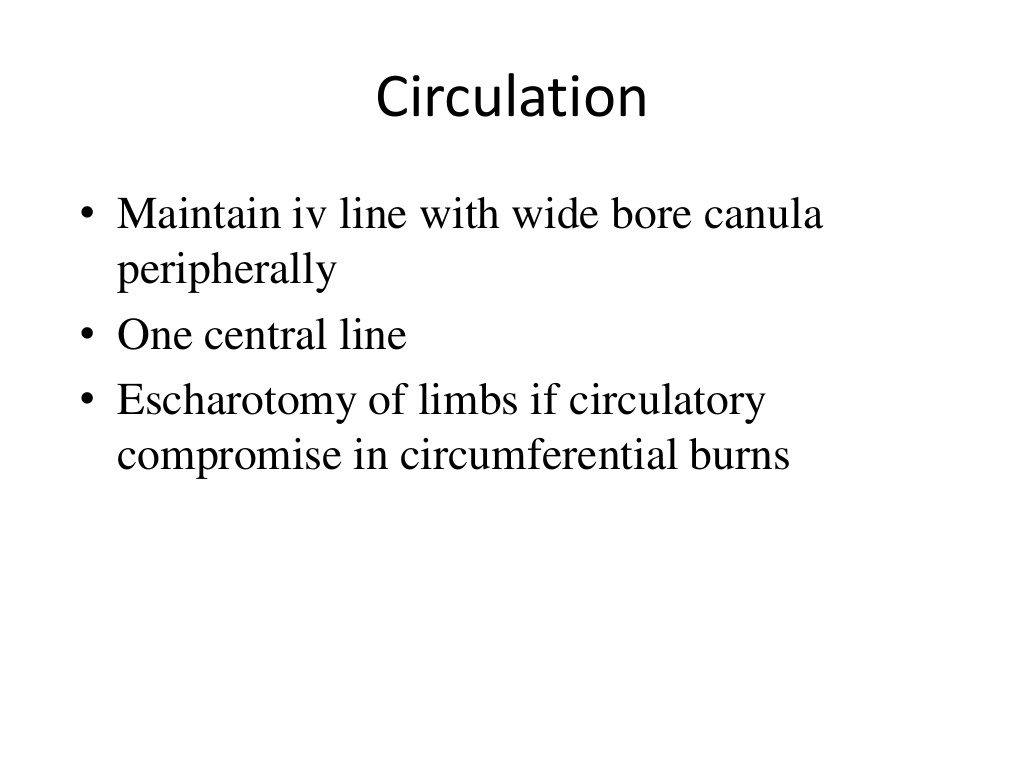 Circulation
• Maintain iv line with wide bore canula
peripherally
• One central line
• Escharotomy of limbs if circulatory
compromise in circumferential burns